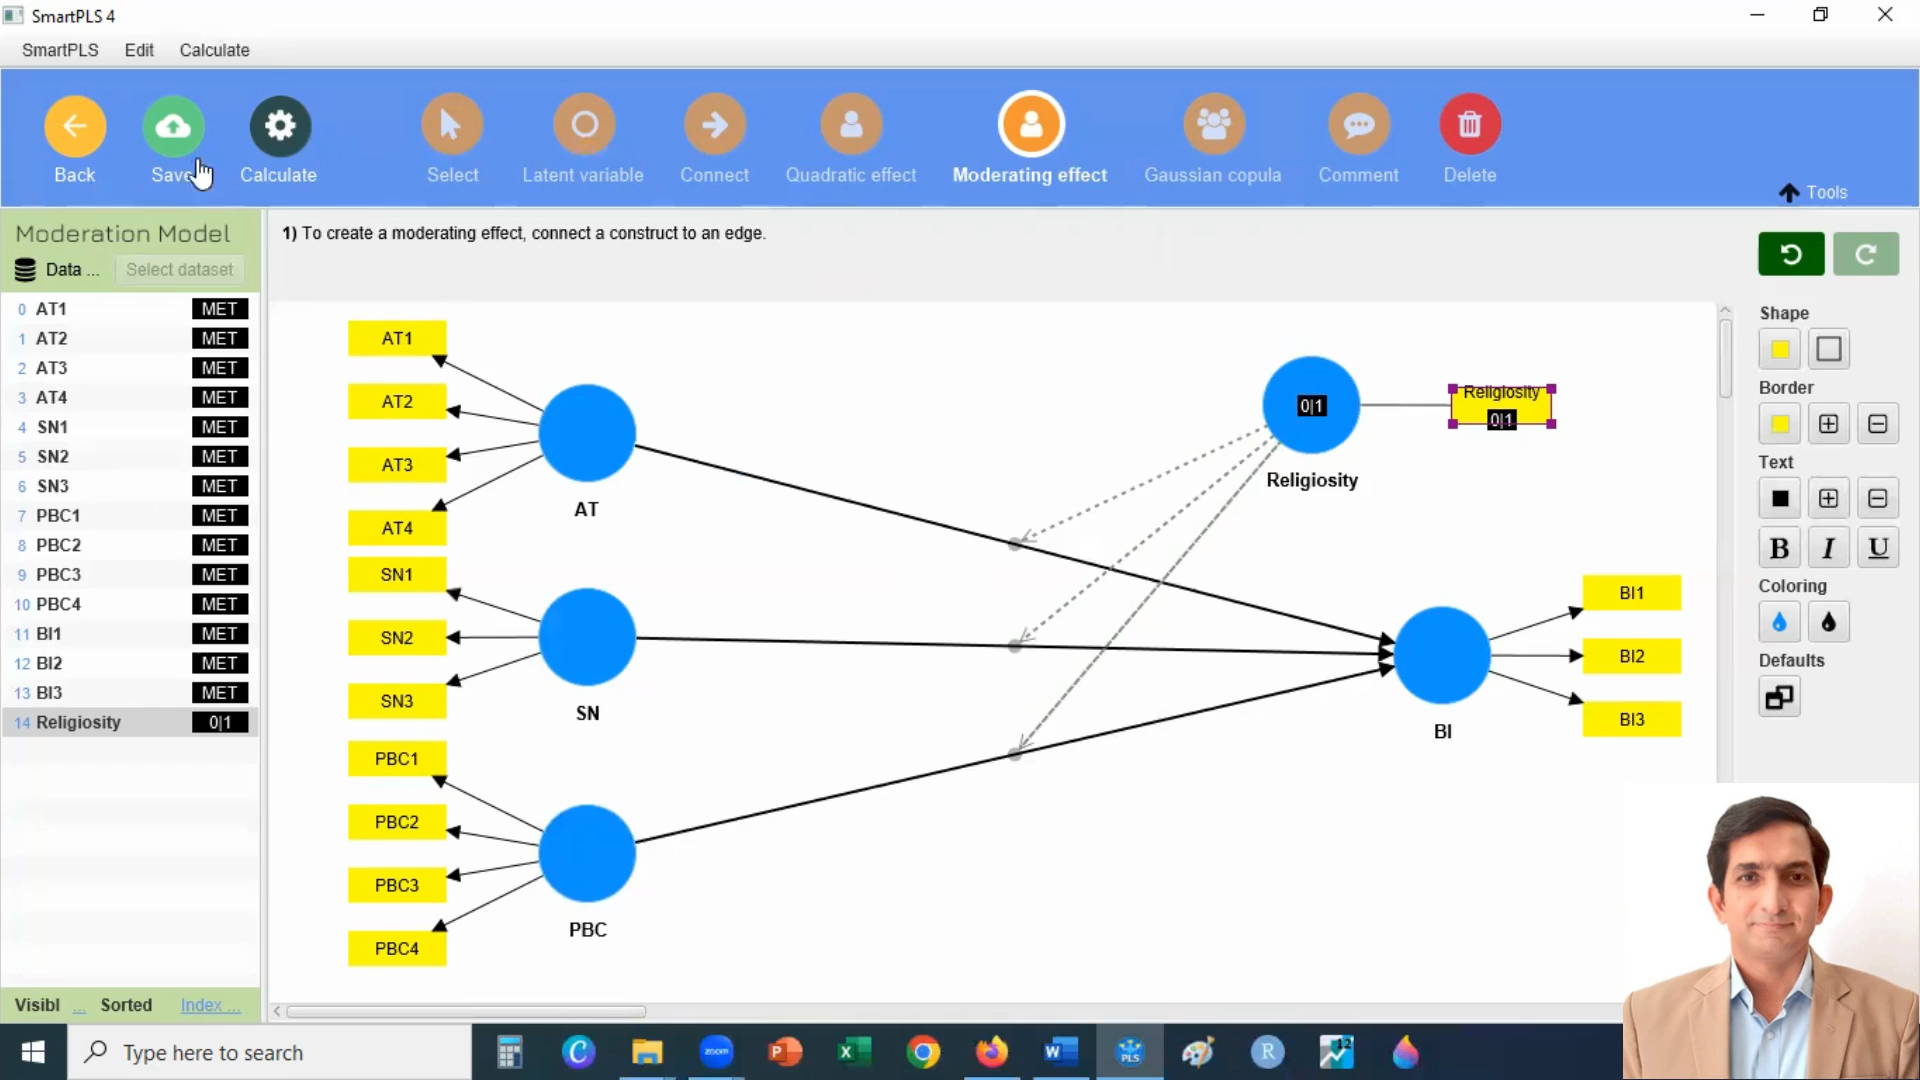 SmartPLS 4
SmartPLS Edit Calculate
Back Save Calculate Select Latent variable Connect Quadratic effect Moderating effect Gaussian copula Comment Delete Tools
Moderation Model
Data ... Select dataset
1) To create a moderating effect, connect a construct to an edge.
0 AT1 MET
1 AT2 MET
2 AT3 MET
3 AT4 MET
4 SN1 MET
5 SN2 MET
6 SN3 MET
7 PBC1 MET
8 PBC2 MET
9 PBC3 MET
10 PBC4 MET
11 BI1 MET
12 BI2 MET
13 BI3 MET
14 Religiosity 0|1
Visibl ... Sorted Index ...
AT1
AT2
AT3
AT4
AT
SN1
SN2
SN3
SN
PBC1
PBC2
PBC3
PBC4
PBC
0|1
Religiosity
Religiosity
0|1
BI1
BI2
BI3
BI
Shape
Border
Text
B I U
Coloring
Defaults
Type here to search
C
zoom
P
X
W
PLS
R
12